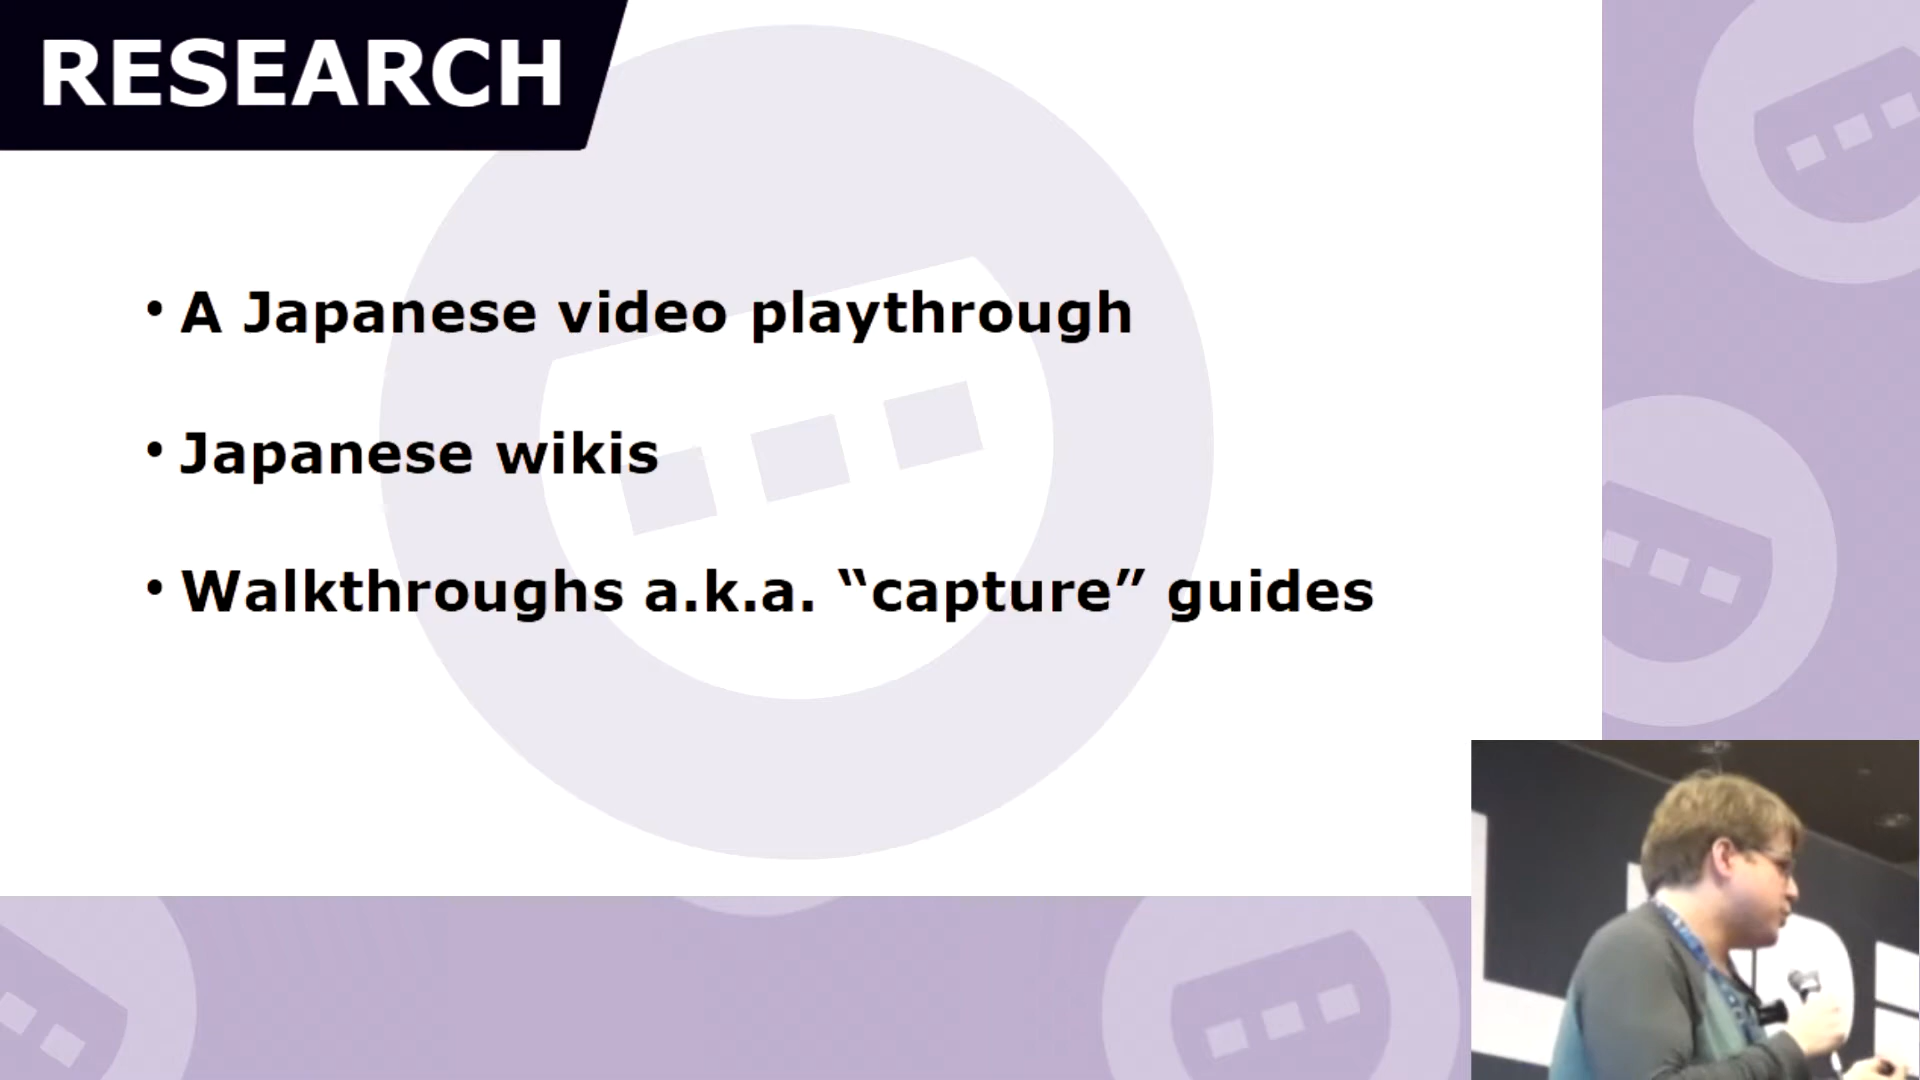 RESEARCH
• A Japanese video playthrough
• Japanese wikis
• Walkthroughs a.k.a. “capture” guides